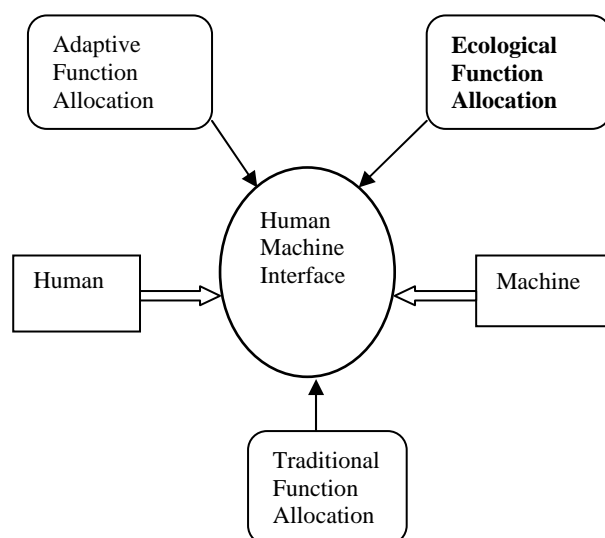 Adaptive
Function
Allocation
Ecological
Function
Allocation
Human
Machine
Interface
Human
Machine
Traditional
Function
Allocation